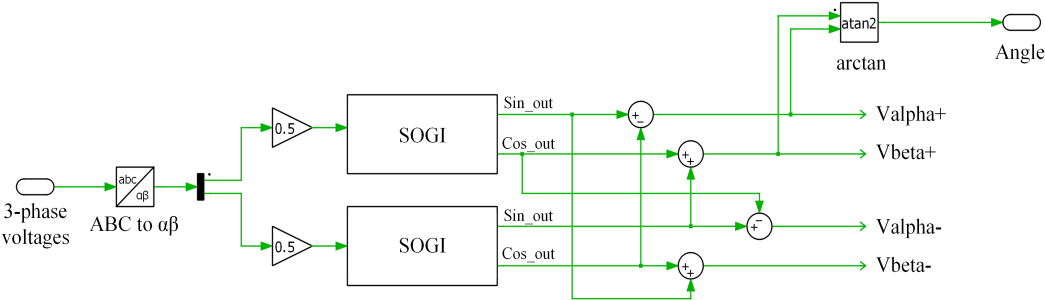 atan2
arctan
Angle
Sin_out
Valpha+
0.5
SOGI
Cos_out
Vbeta+
abc
αβ
3-phase
voltages
ABC to αβ
Sin_out
Valpha-
0.5
SOGI
Cos_out
Vbeta-